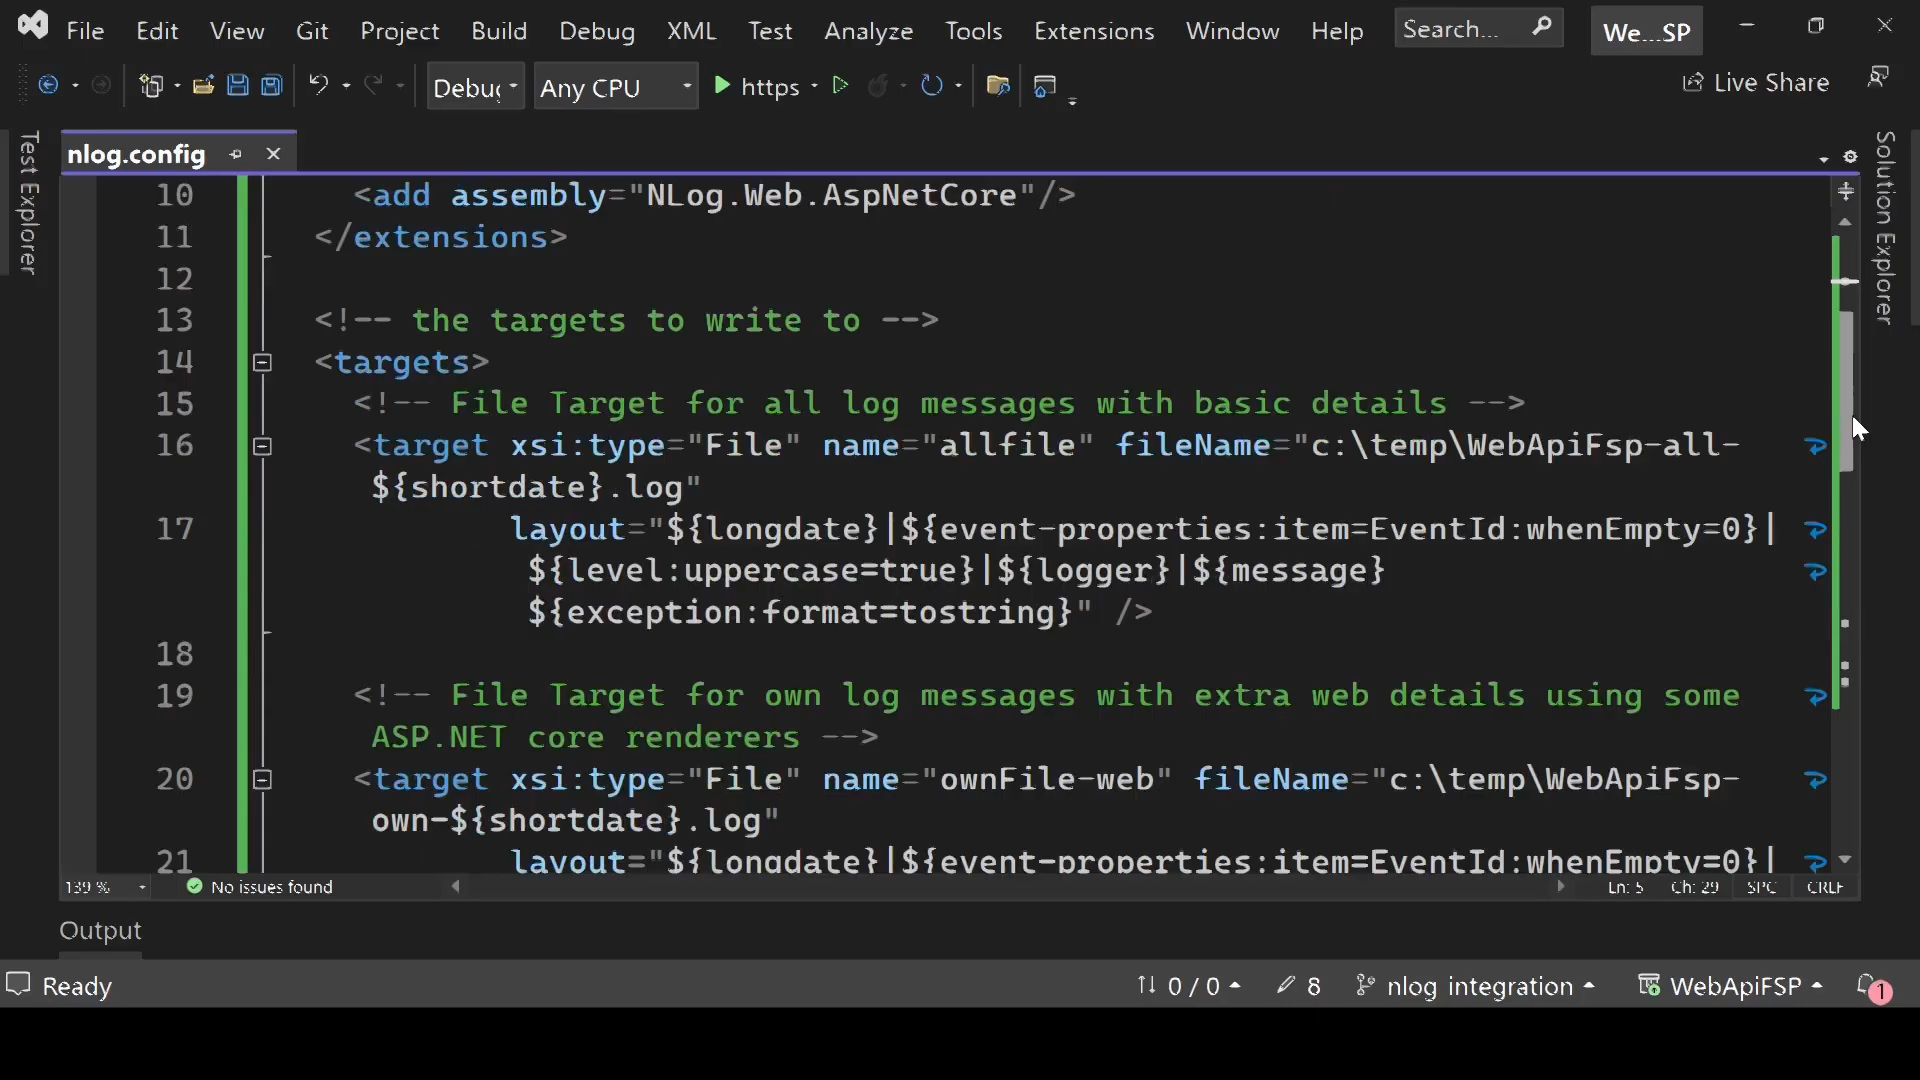 File Edit View Git Project Build Debug XML Test Analyze Tools Extensions Window Help Search... We...SP
Debug Any CPU https Live Share
Test Explorer
nlog.config
Solution Explorer
10 <add assembly="NLog.Web.AspNetCore"/>
11 </extensions>
12
13 <!-- the targets to write to -->
14 <targets>
15 <!-- File Target for all log messages with basic details -->
16 <target xsi:type="File" name="allfile" fileName="c:\temp\WebApiFsp-all-
${shortdate}.log"
17 layout="${longdate}|${event-properties:item=EventId:whenEmpty=0}|
${level:uppercase=true}|${logger}|${message}
${exception:format=tostring}" />
18
19 <!-- File Target for own log messages with extra web details using some
ASP.NET core renderers -->
20 <target xsi:type="File" name="ownFile-web" fileName="c:\temp\WebApiFsp-
own-${shortdate}.log"
21 layout="${longdate}|${event-properties:item=EventId:whenEmpty=0}|
139 % No issues found Ln: 5 Ch: 29 SPC CRLF
Output
Ready 0 / 0 8 nlog integration WebApiFSP 1